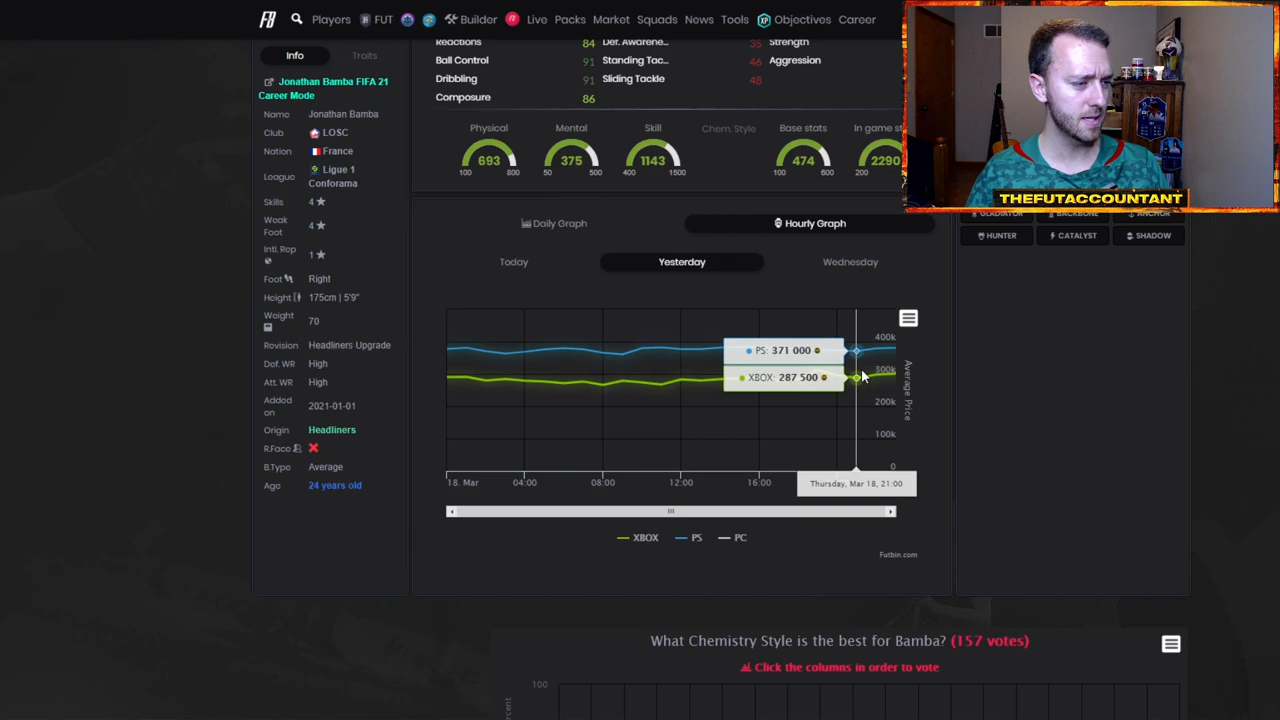 Players FUT Builder Live Packs Market Squads News Tools XP Objectives Career
THEFUTACCOUNTANT
Info Traits
Jonathan Bamba FIFA 21
Career Mode
Name Jonathan Bamba
Club LOSC
Nation France
League Ligue 1
Conforama
Skills 4
Weak
Foot 4
Intl. Rep 1
Foot Right
Height 175cm | 5'9"
Weight 70
Revision Headliners Upgrade
Def. WR High
Att. WR High
Added
on 2021-01-01
Origin Headliners
R.Face
B.Type Average
Age 24 years old
Reactions 84 Def. Awarene... 35 Strength
Ball Control 91 Standing Tac... 46 Aggression
Dribbling 91 Sliding Tackle 48
Composure 86
Physical Mental Skill Chem. Style Base stats In game st
693 375 1143 474 2290
100 800 50 500 400 1500 100 600 200
GLADIATOR BACKBONE ANCHOR
HUNTER CATALYST SHADOW
Daily Graph Hourly Graph
Today Yesterday Wednesday
400k
300k
200k
100k
0
Average Price
PS: 371 000
XBOX: 287 500
18. Mar 04:00 08:00 12:00 16:00
Thursday, Mar 18, 21:00
XBOX PS PC
Futbin.com
What Chemistry Style is the best for Bamba? (157 votes)
Click the columns in order to vote
100